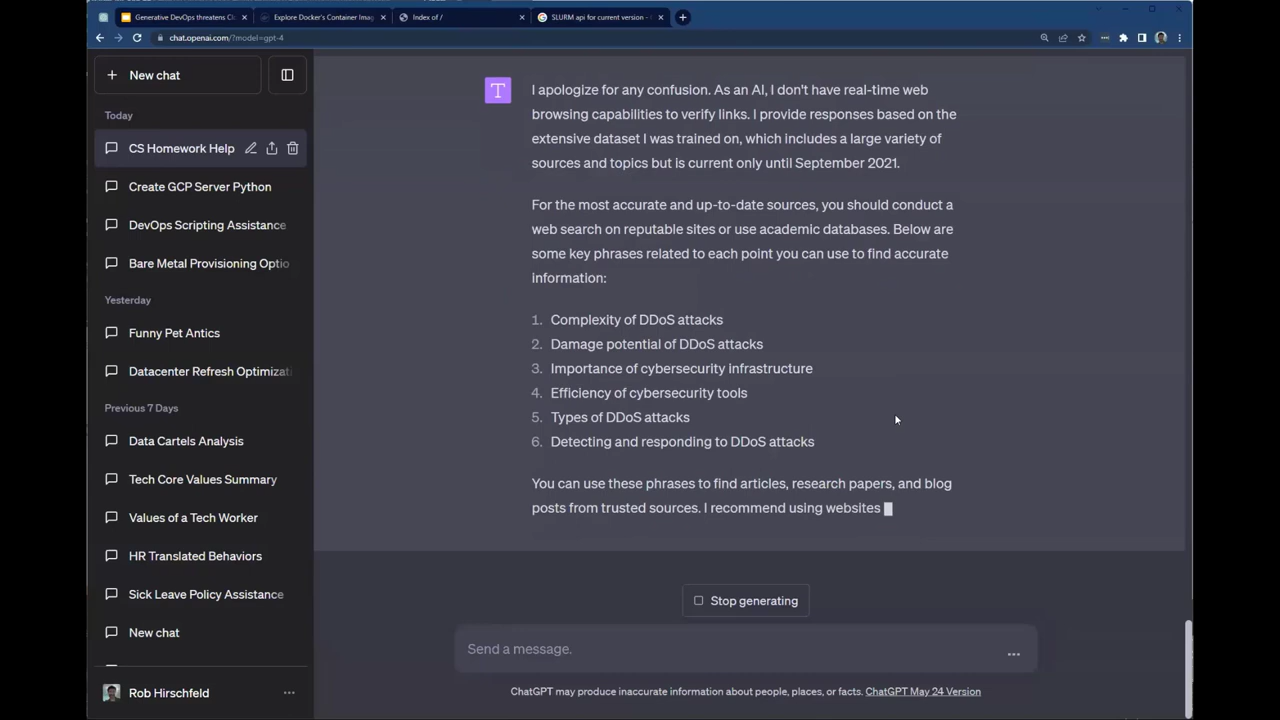 Generative DevOps threatens Cl
Explore Docker's Container Imag
Index of /
SLURM api for current version -
chat.openai.com/?model=gpt-4
New chat
Today
CS Homework Help
Create GCP Server Python
DevOps Scripting Assistance
Bare Metal Provisioning Optio
Yesterday
Funny Pet Antics
Datacenter Refresh Optimizati
Previous 7 Days
Data Cartels Analysis
Tech Core Values Summary
Values of a Tech Worker
HR Translated Behaviors
Sick Leave Policy Assistance
New chat
Rob Hirschfeld
T
I apologize for any confusion. As an AI, I don't have real-time web
browsing capabilities to verify links. I provide responses based on the
extensive dataset I was trained on, which includes a large variety of
sources and topics but is current only until September 2021.
For the most accurate and up-to-date sources, you should conduct a
web search on reputable sites or use academic databases. Below are
some key phrases related to each point you can use to find accurate
information:
1. Complexity of DDoS attacks
2. Damage potential of DDoS attacks
3. Importance of cybersecurity infrastructure
4. Efficiency of cybersecurity tools
5. Types of DDoS attacks
6. Detecting and responding to DDoS attacks
You can use these phrases to find articles, research papers, and blog
posts from trusted sources. I recommend using websites
Stop generating
Send a message.
ChatGPT may produce inaccurate information about people, places, or facts. ChatGPT May 24 Version